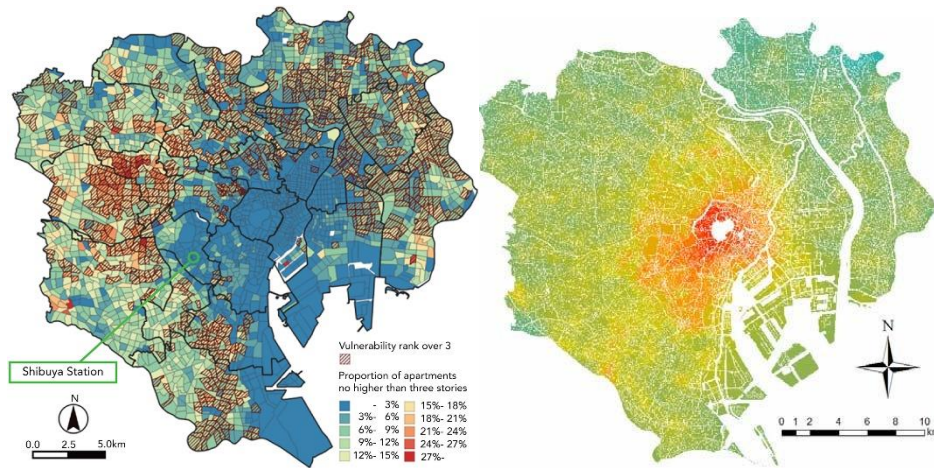 Shibuya Station
N
0.0 2.5 5.0km
Vulnerability rank over 3
Proportion of apartments
no higher than three stories
- 3% 15%- 18%
3%- 6% 18%- 21%
6%- 9% 21%- 24%
9%- 12% 24%- 27%
12%- 15% 27%-
N
0 1 2 4 6 8 10